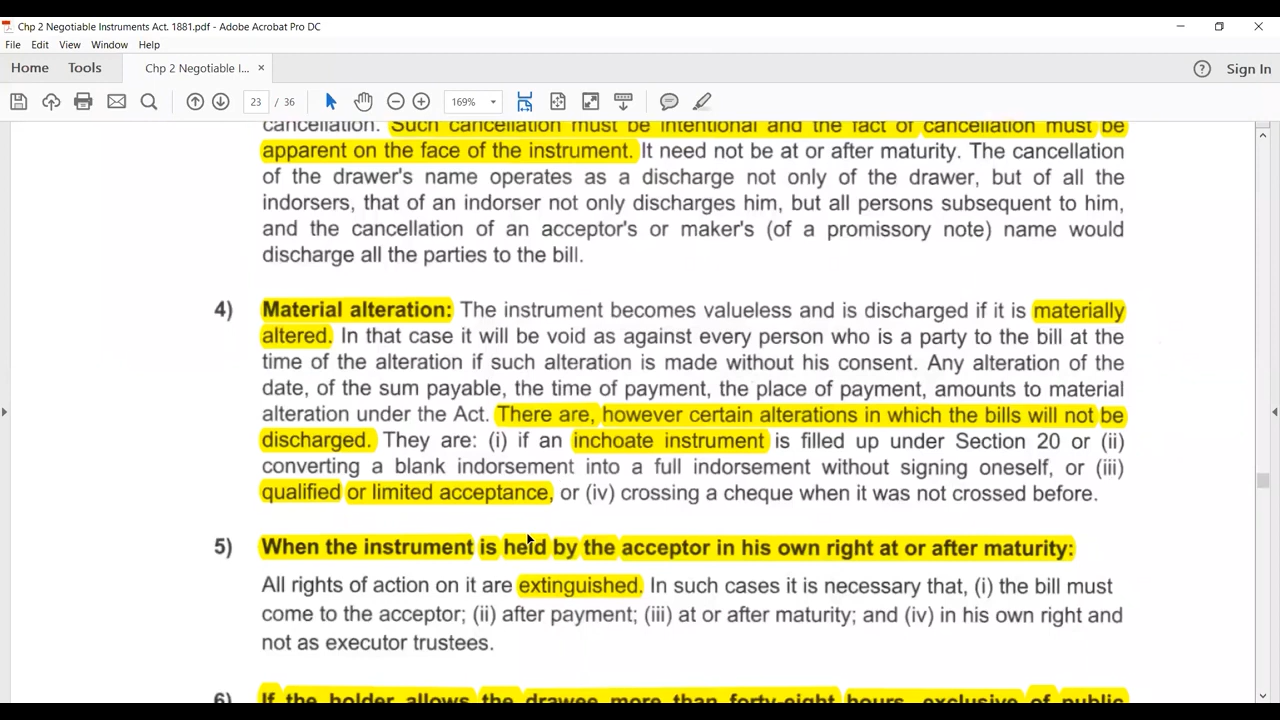 Chp 2 Negotiable Instruments Act. 1881.pdf - Adobe Acrobat Pro DC
File Edit View Window Help
Home Tools Chp 2 Negotiable I... × Sign In
23 / 36 169%
cancellation. Such cancellation must be intentional and the fact of cancellation must be
apparent on the face of the instrument. It need not be at or after maturity. The cancellation
of the drawer's name operates as a discharge not only of the drawer, but of all the
indorsers, that of an indorser not only discharges him, but all persons subsequent to him,
and the cancellation of an acceptor's or maker's (of a promissory note) name would
discharge all the parties to the bill.
4) Material alteration: The instrument becomes valueless and is discharged if it is materially
altered. In that case it will be void as against every person who is a party to the bill at the
time of the alteration if such alteration is made without his consent. Any alteration of the
date, of the sum payable, the time of payment, the place of payment, amounts to material
alteration under the Act. There are, however certain alterations in which the bills will not be
discharged. They are: (i) if an inchoate instrument is filled up under Section 20 or (ii)
converting a blank indorsement into a full indorsement without signing oneself, or (iii)
qualified or limited acceptance, or (iv) crossing a cheque when it was not crossed before.
5) When the instrument is held by the acceptor in his own right at or after maturity:
All rights of action on it are extinguished. In such cases it is necessary that, (i) the bill must
come to the acceptor; (ii) after payment; (iii) at or after maturity; and (iv) in his own right and
not as executor trustees.
6) If the holder allows the drawee more than forty-eight hours, exclusive of public